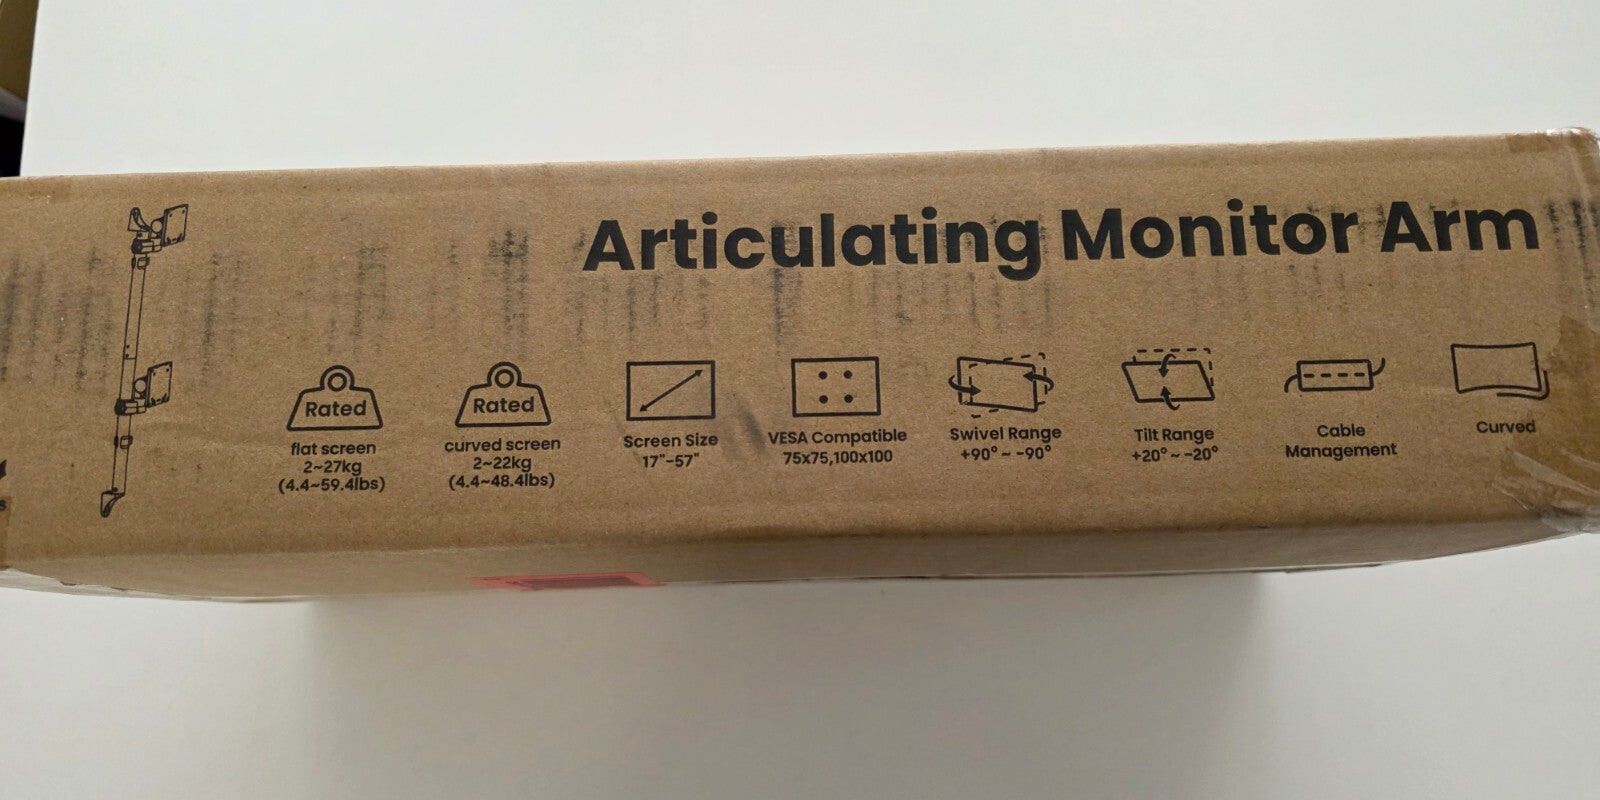 Articulating Monitor Arm
Rated
flat screen
2~27kg
(4.4~59.4lbs)
Rated
curved screen
2~22kg
(4.4~48.4lbs)
Screen Size
17"-57"
VESA Compatible
75x75,100x100
Swivel Range
+90° ~ -90°
Tilt Range
+20° ~ -20°
Cable
Management
Curved